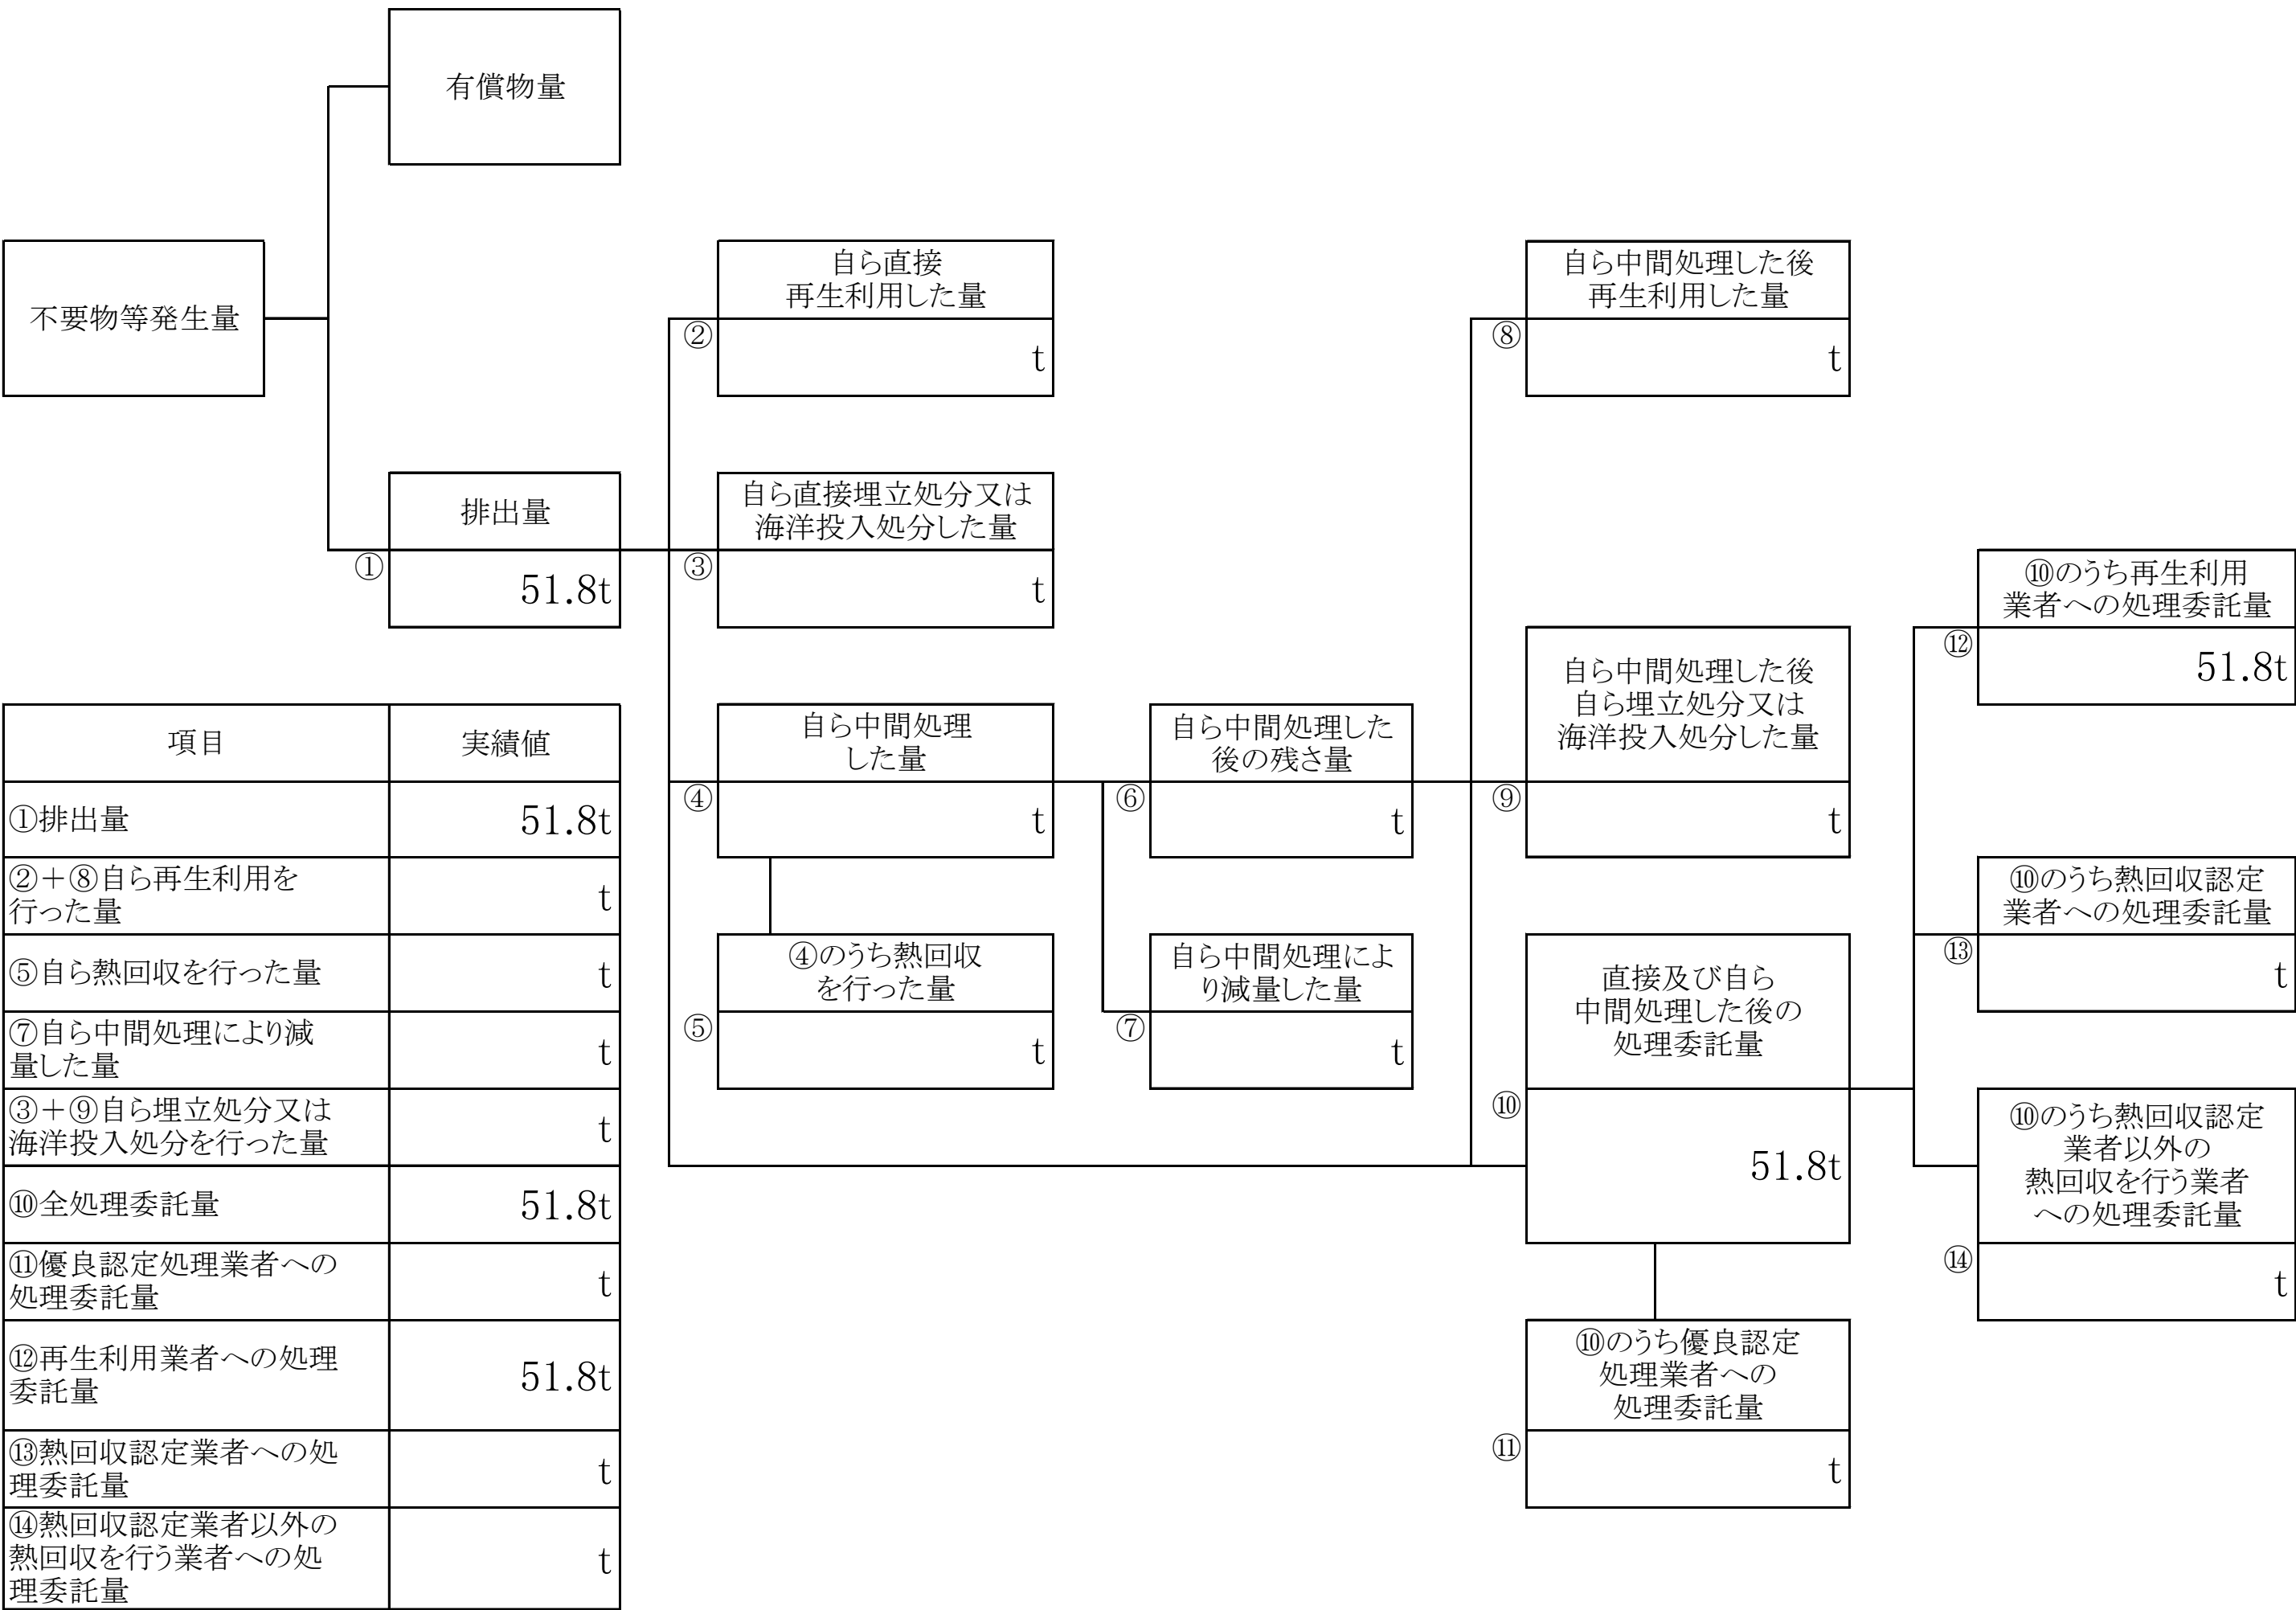 有償物量
不要物等発生量
自ら直接
再生利用した量
②
t
自ら中間処理した後
再生利用した量
⑧
t
排出量
①
51.8t
自ら直接埋立処分又は
海洋投入処分した量
③
t
⑩のうち再生利用
業者への処理委託量
⑫
51.8t
自ら中間処理
した量
④
t
自ら中間処理した
後の残さ量
⑥
t
自ら中間処理した後
自ら埋立処分又は
海洋投入処分した量
⑨
t
⑩のうち熱回収認定
業者への処理委託量
⑬
t
④のうち熱回収
を行った量
⑤
t
自ら中間処理によ
り減量した量
⑦
t
直接及び自ら
中間処理した後の
処理委託量
⑩
51.8t
⑩のうち熱回収認定
業者以外の
熱回収を行う業者
への処理委託量
⑭
t
⑩のうち優良認定
処理業者への
処理委託量
⑪
t
項目
実績値
①排出量
51.8t
②＋⑧自ら再生利用を
行った量
t
⑤自ら熱回収を行った量
t
⑦自ら中間処理により減
量した量
t
③＋⑨自ら埋立処分又は
海洋投入処分を行った量
t
⑩全処理委託量
51.8t
⑪優良認定処理業者への
処理委託量
t
⑫再生利用業者への処理
委託量
51.8t
⑬熱回収認定業者への処
理委託量
t
⑭熱回収認定業者以外の
熱回収を行う業者への処
理委託量
t